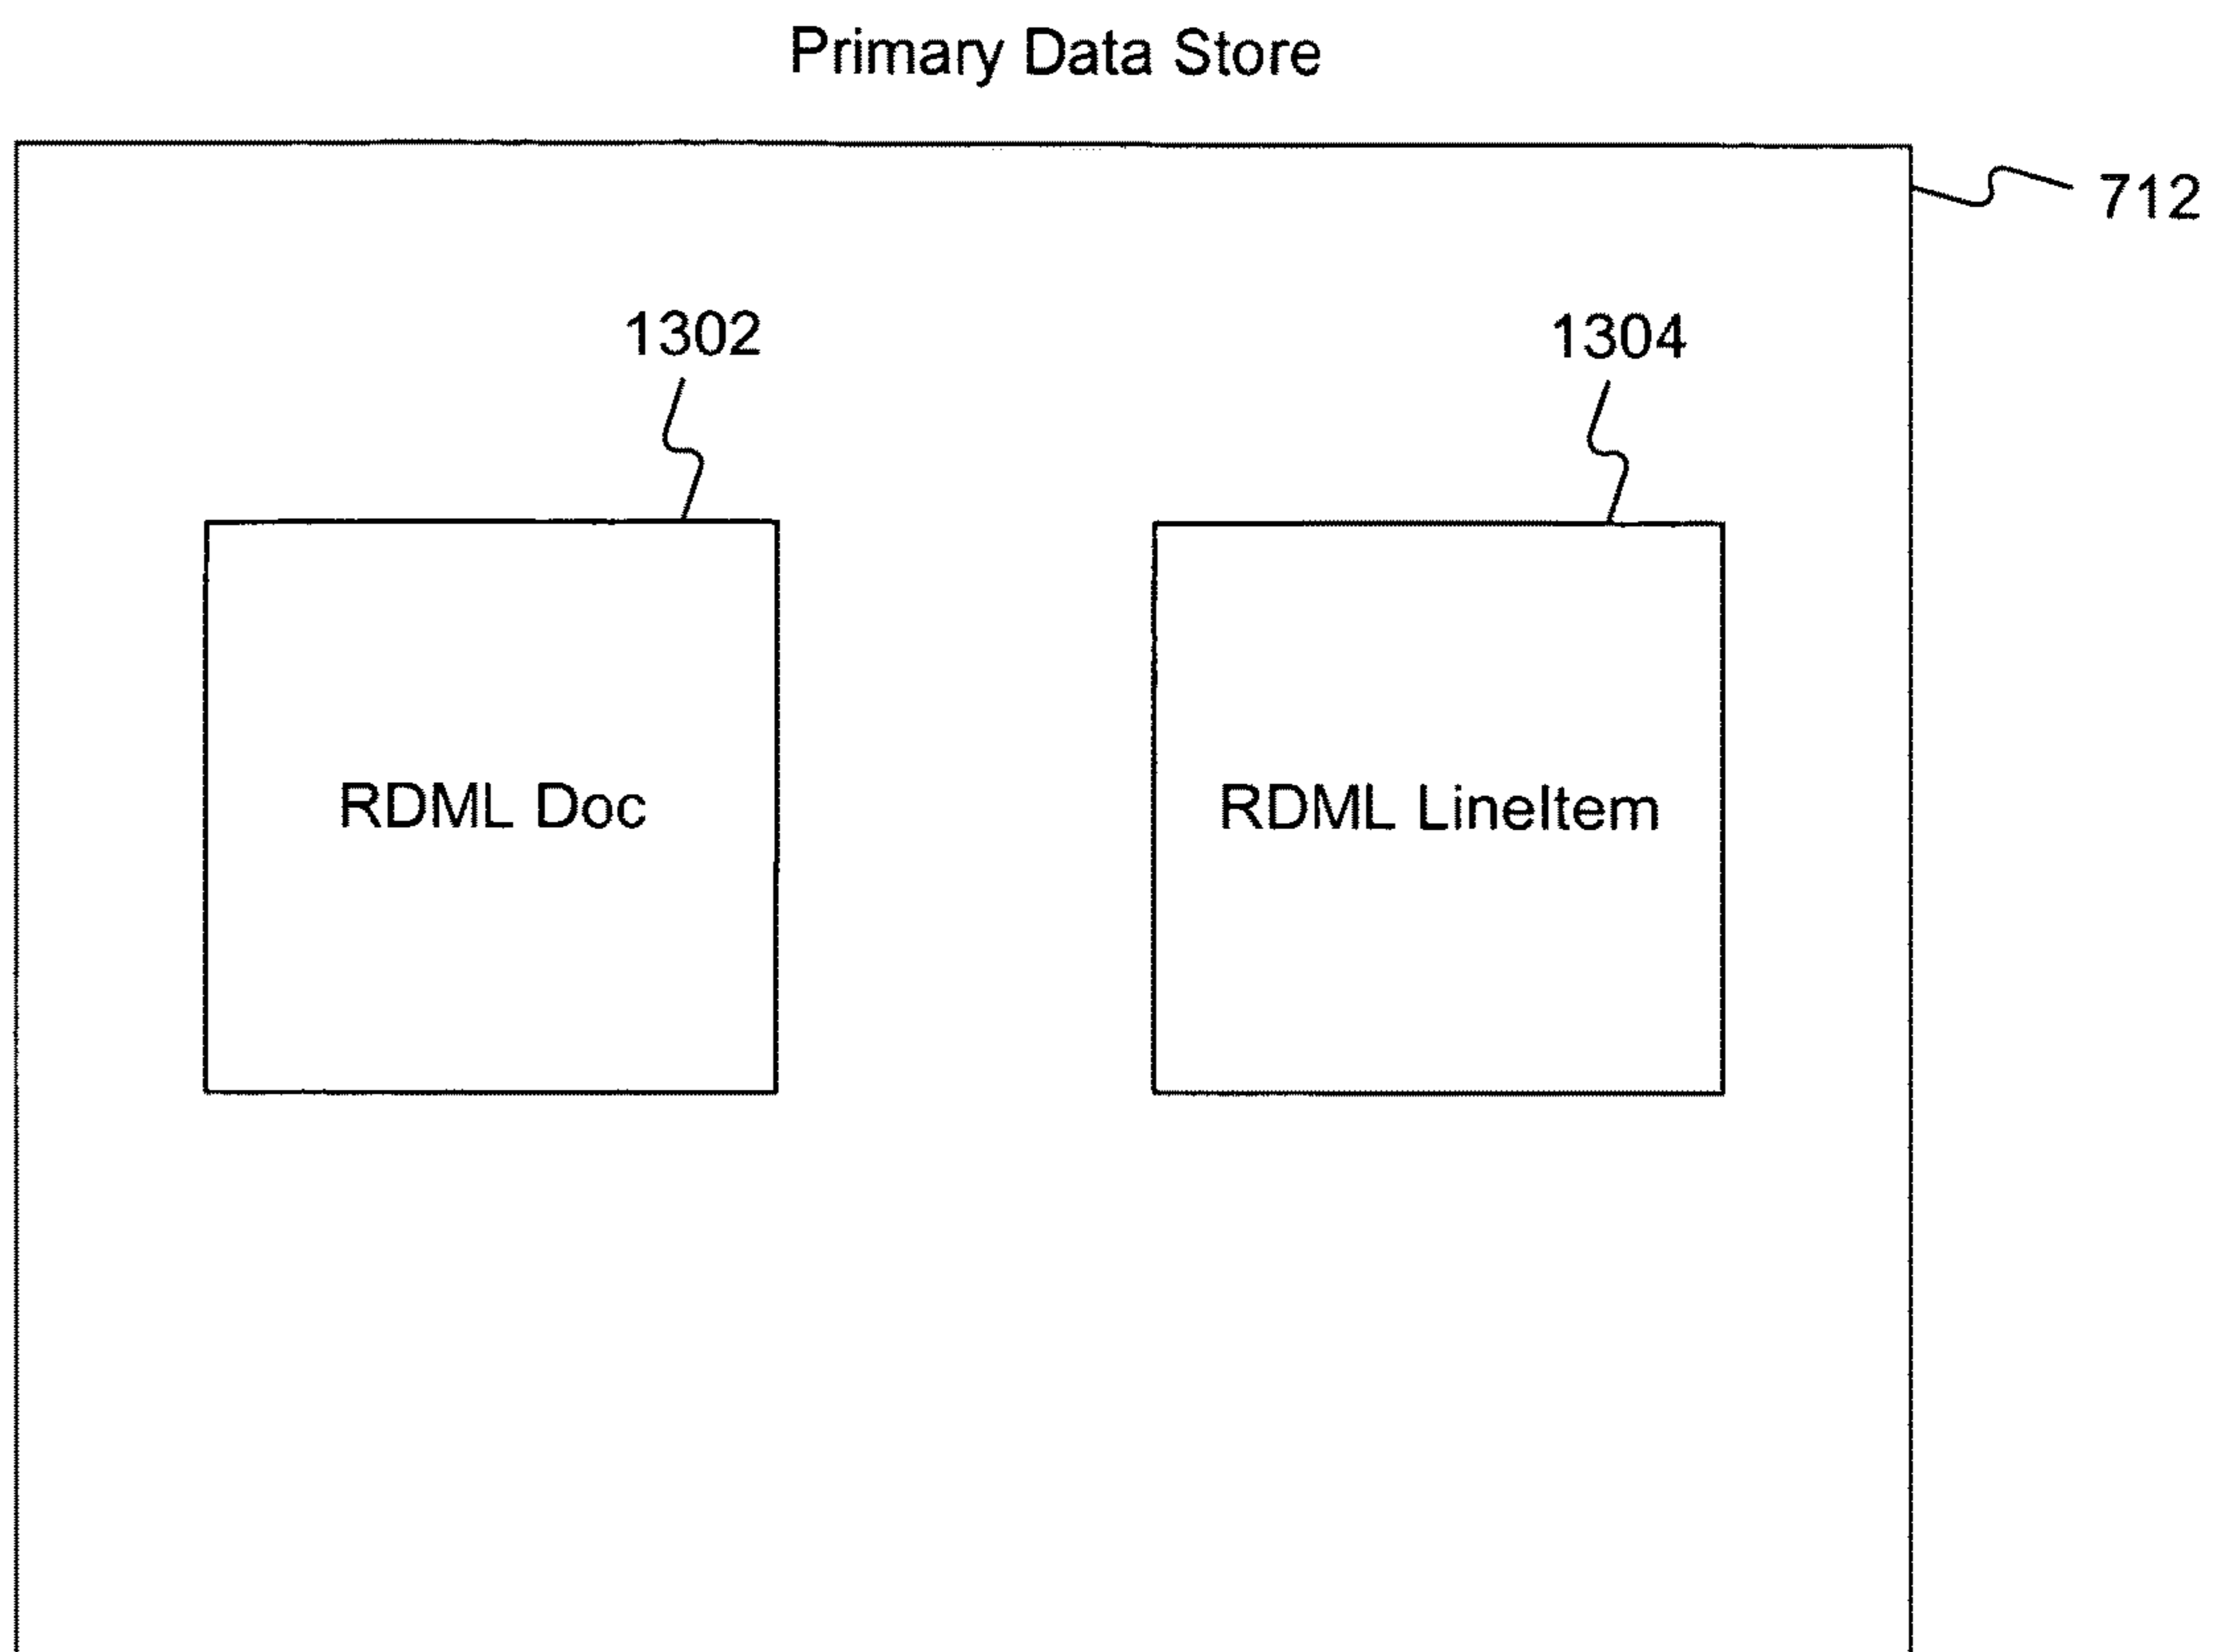 Primary Data Store
712
1302
1304
RDML Doc
RDML LineItem